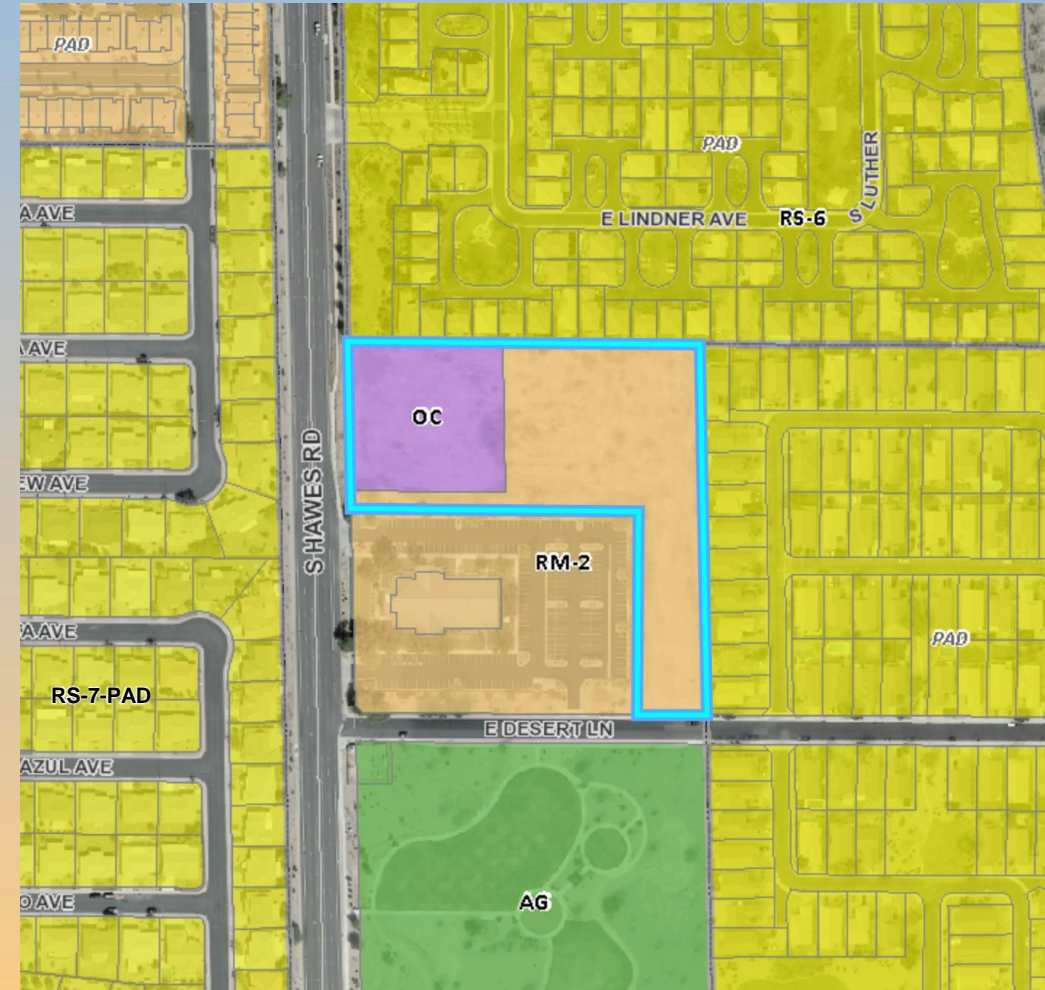 PAD
PAD
S LUTHER
A AVE
E LINDNER AVE
RS-6
AVE
OC
EW AVE
S HAWES RD
RM-2
A AVE
PAD
RS-7-PAD
E DESERT LN
AZUL AVE
AG
O AVE